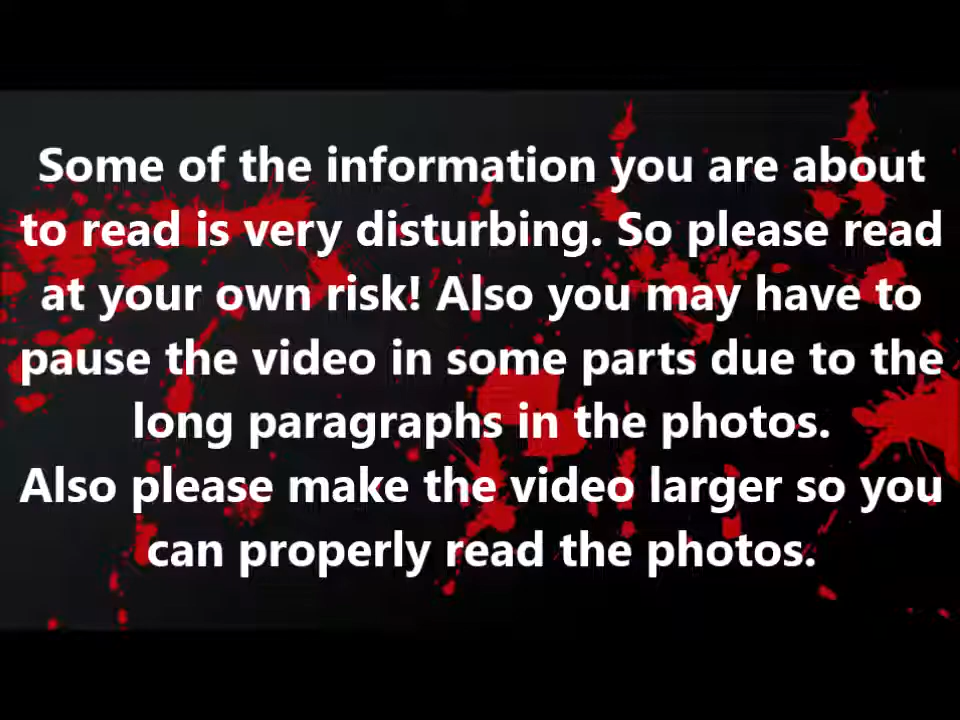 Some of the information you are about
to read is very disturbing. So please read
at your own risk! Also you may have to
pause the video in some parts due to the
long paragraphs in the photos.
Also please make the video larger so you
can properly read the photos.